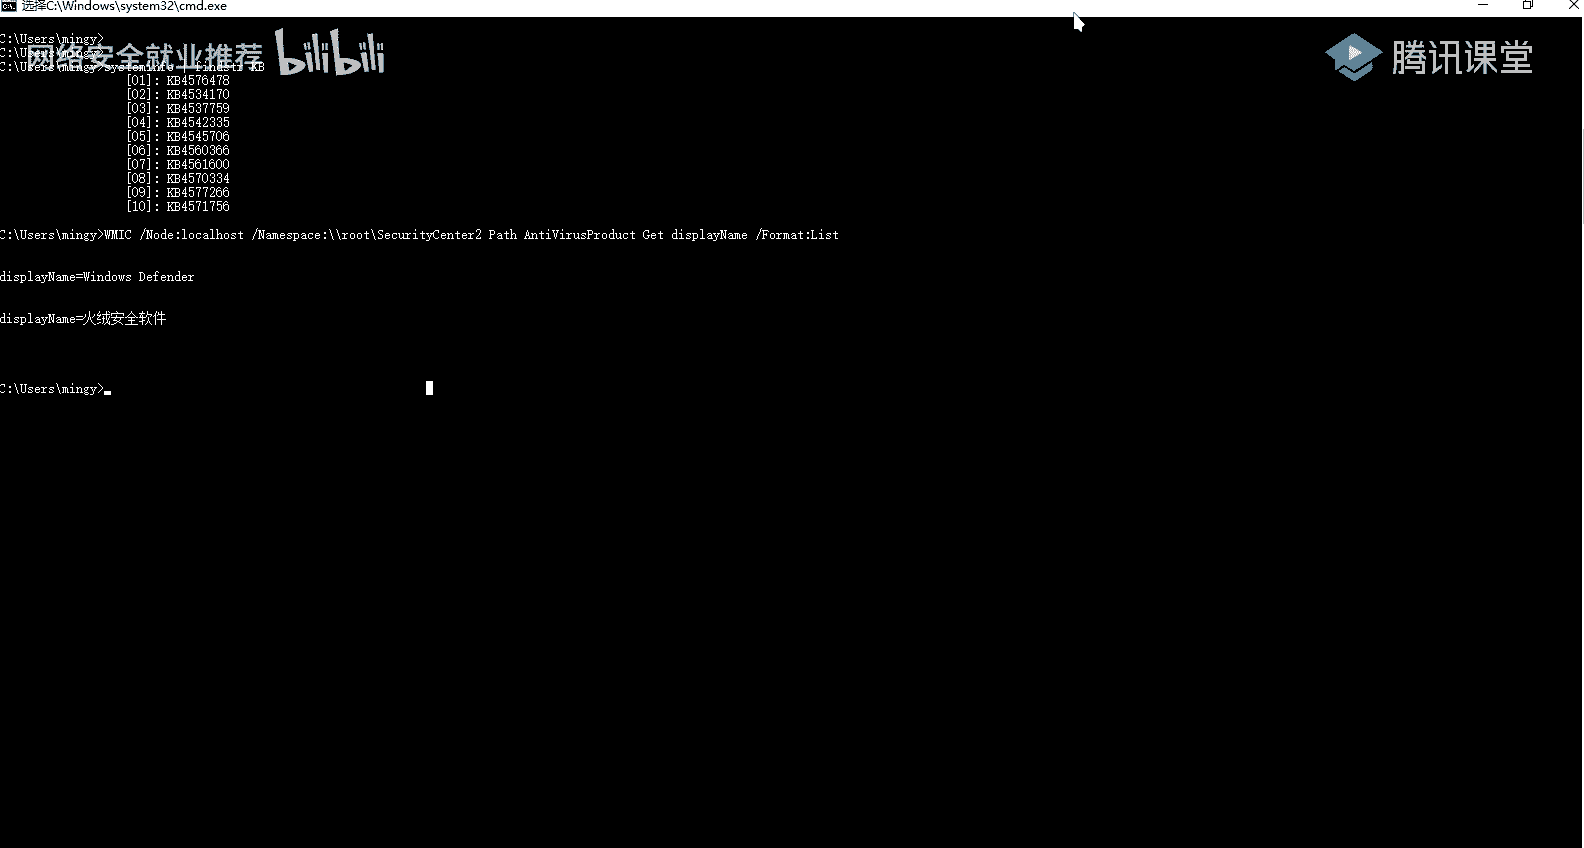 选择C:\Windows\system32\cmd.exe
C:\Users\mingy>
C:\Users\mingy>
网络安全就业推荐 bilibili
腾讯课堂
C:\Users\mingy>systeminfo | findstr KB
[01]: KB4576478
[02]: KB4534170
[03]: KB4537759
[04]: KB4542335
[05]: KB4545706
[06]: KB4560366
[07]: KB4561600
[08]: KB4570334
[09]: KB4577266
[10]: KB4571756
C:\Users\mingy>WMIC /Node:localhost /Namespace:\\root\SecurityCenter2 Path AntiVirusProduct Get displayName /Format:List
displayName=Windows Defender
displayName=火绒安全软件
C:\Users\mingy>